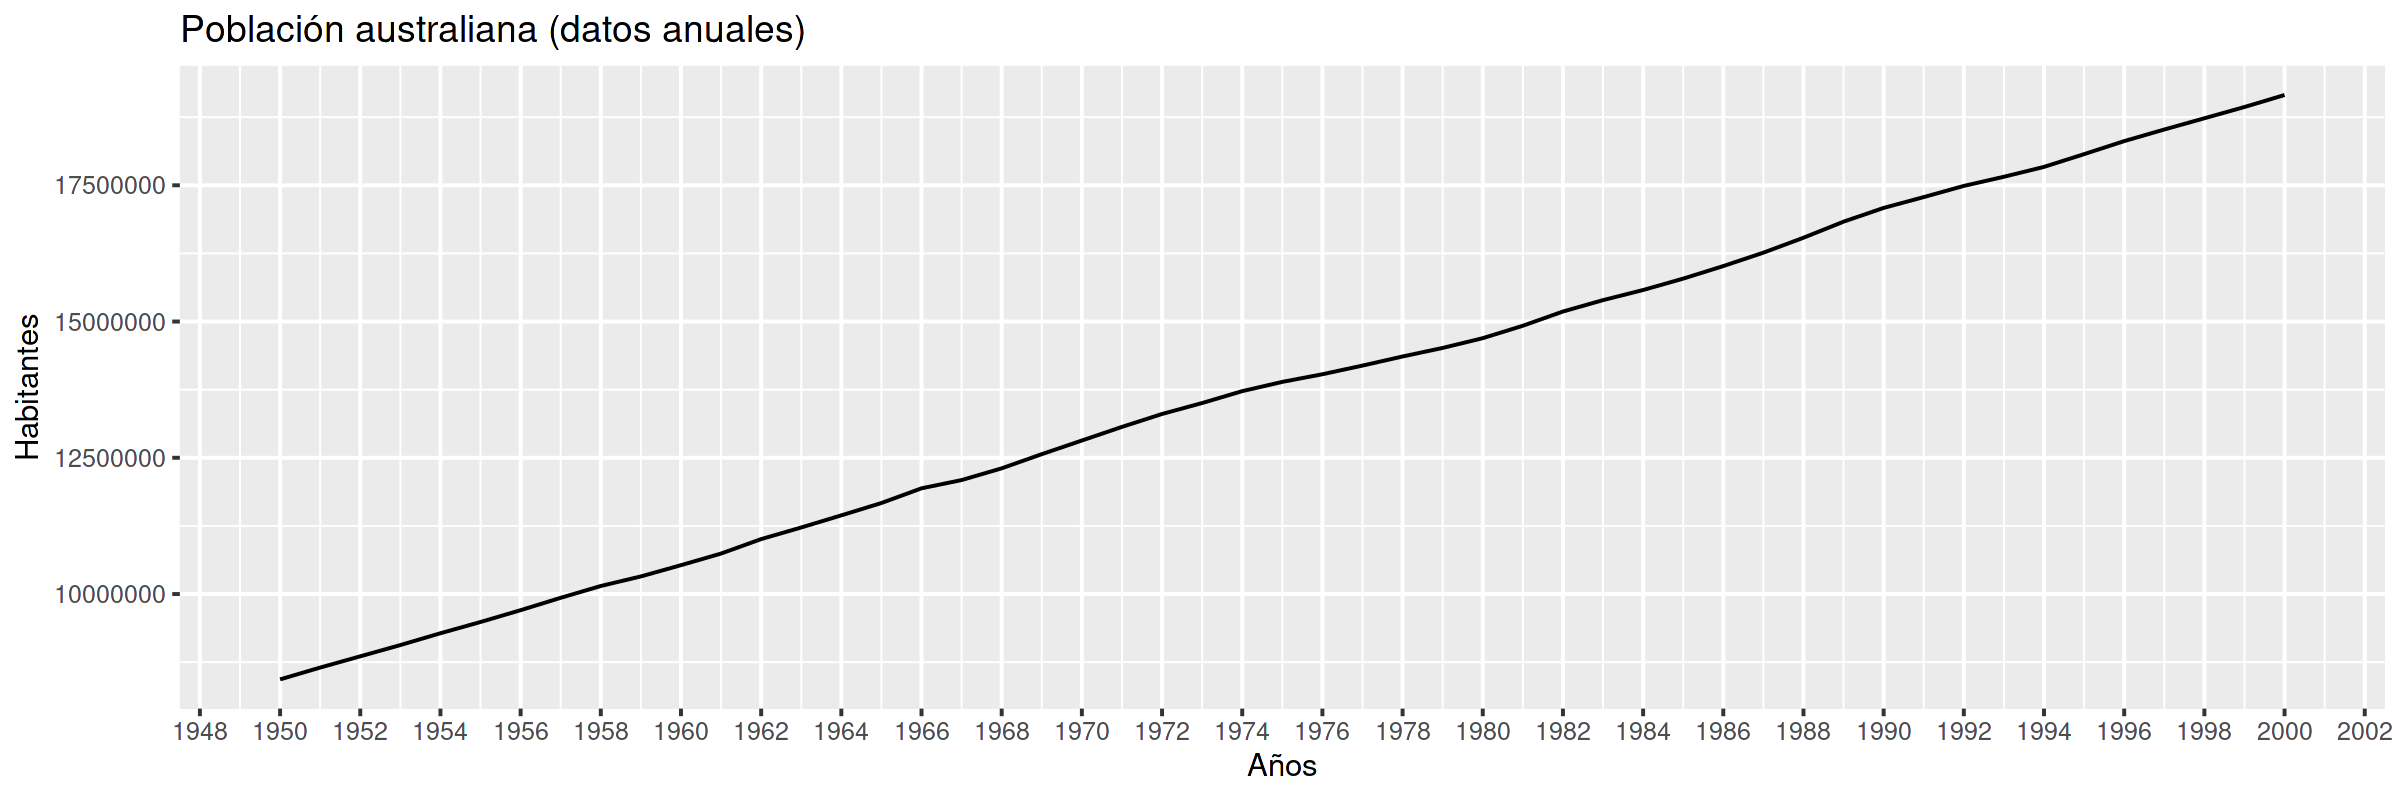 Población australiana (datos anuales)
Habitantes
17500000
15000000
12500000
10000000
1948 1950 1952 1954 1956 1958 1960 1962 1964 1966 1968 1970 1972 1974 1976 1978 1980 1982 1984 1986 1988 1990 1992 1994 1996 1998 2000 2002
Años